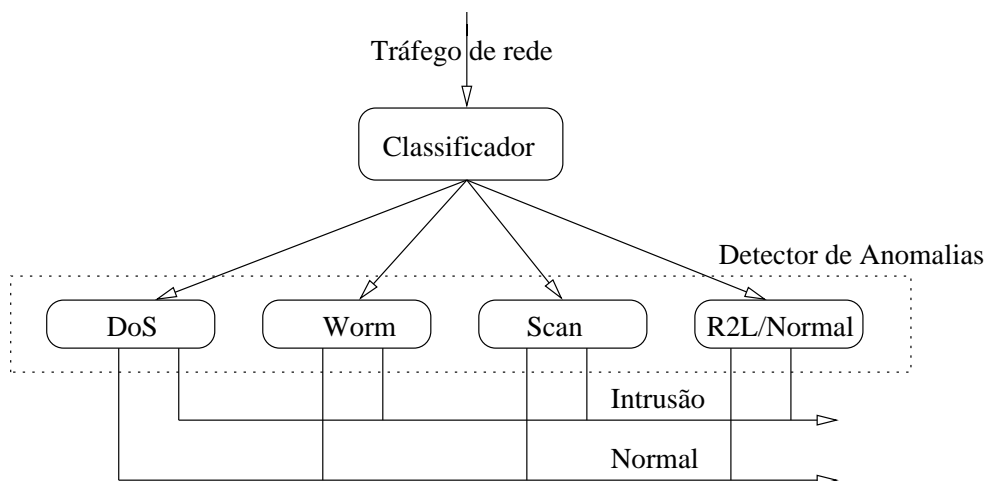 Tráfego de rede
Classificador
Detector de Anomalias
DoS
Worm
Scan
R2L/Normal
Intrusão
Normal